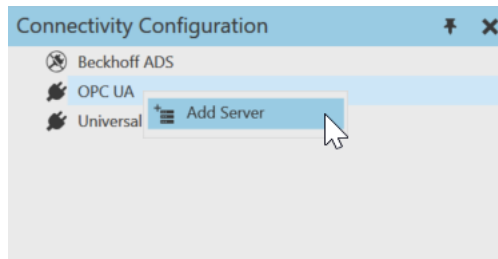 Connectivity Configuration
Beckhoff ADS
OPC UA
Add Server
Universal